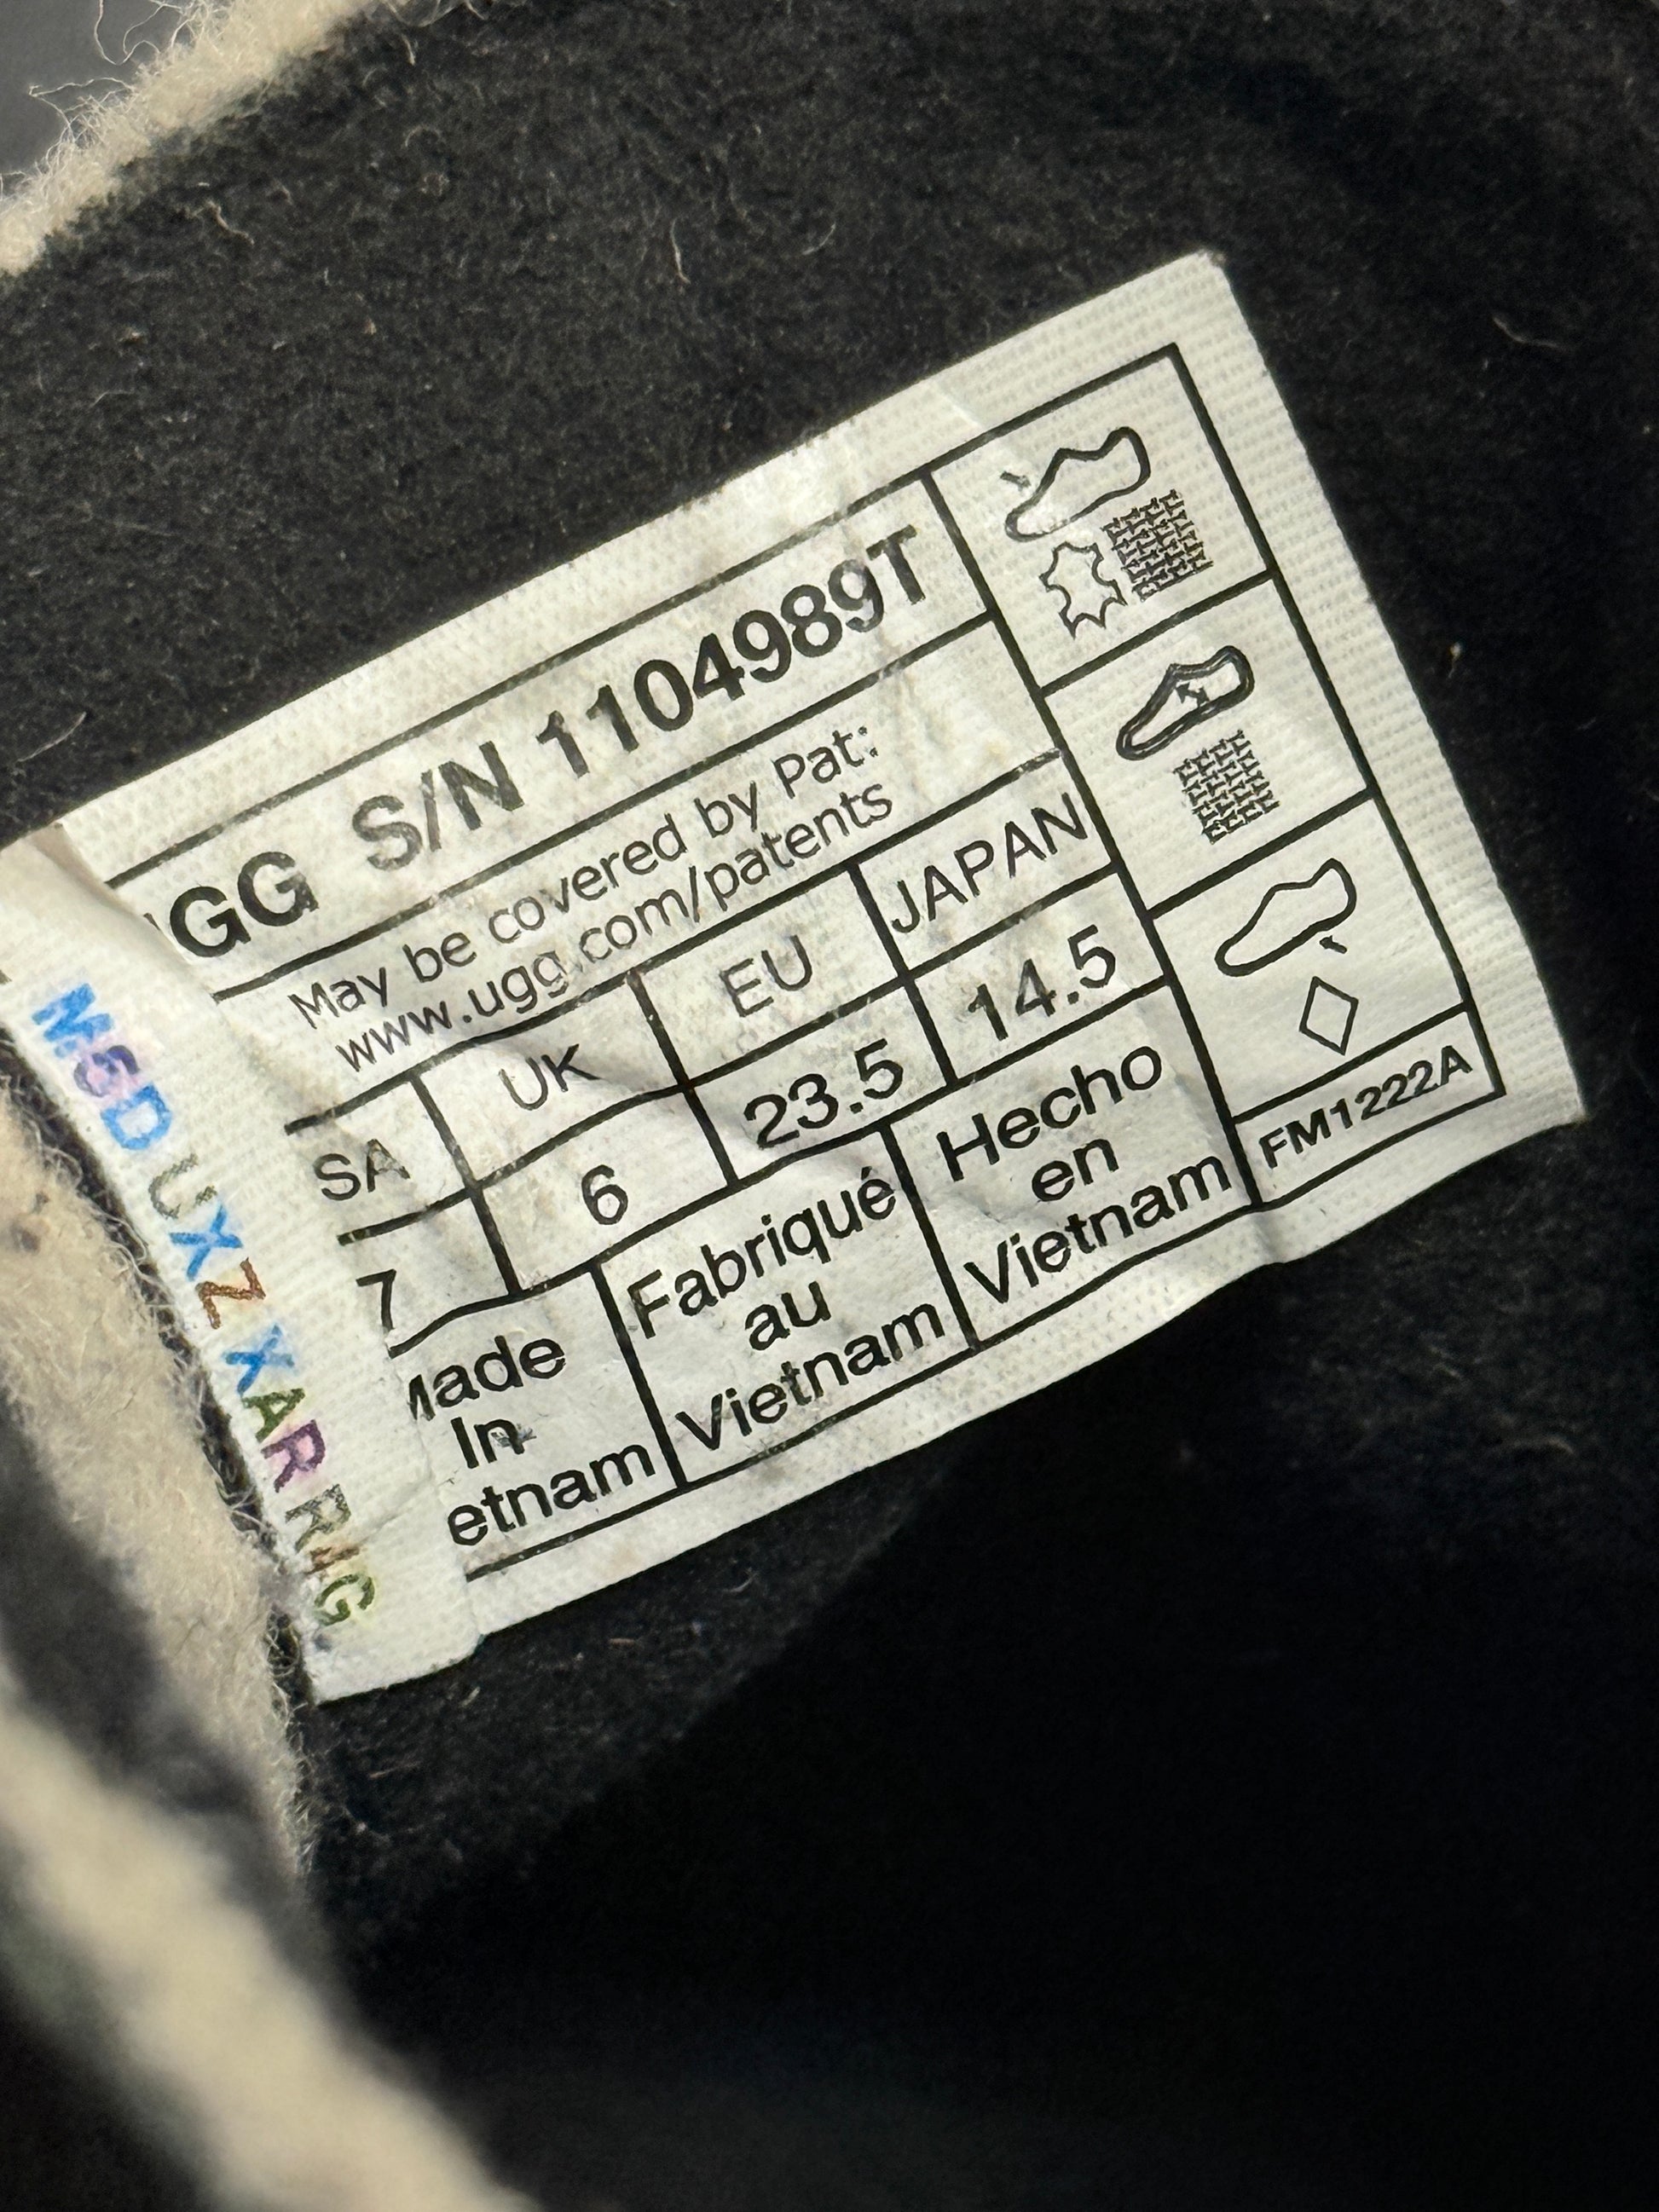 GG S/N 1104989T
May be covered by Pat:
www.ugg.com/patents
SA UK EU JAPAN
7 6 23.5 14.5
ade
In
etnam
Fabriqué
au
Vietnam
Hecho
en
Vietnam
FM1222A